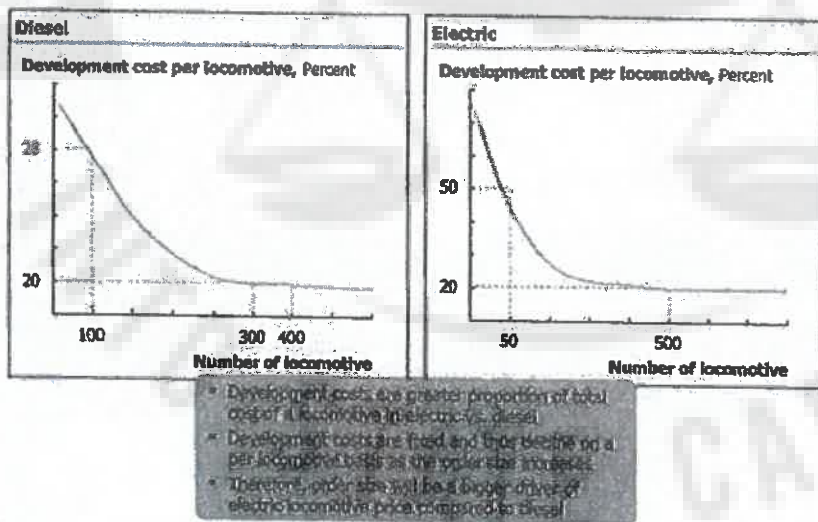 Diesel
Development cost per locomotive, Percent
28
20
100
300
400
Number of locomotive
Electric
Development cost per locomotive, Percent
50
20
50
500
Number of locomotive
• Development costs are greater proportion of total
cost of a locomotive in electric vs. diesel
• Development costs are fixed and thus decline on a
per locomotive basis as the order size increases
• Therefore, order size will be a bigger driver of
electric locomotive price compared to diesel
CA